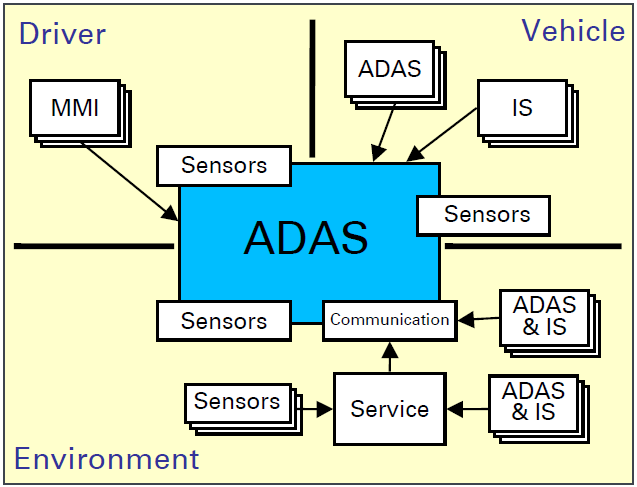 Driver
Vehicle
ADAS
MMI
IS
Sensors
Sensors
ADAS
Sensors
Communication
ADAS
& IS
Sensors
Service
ADAS
& IS
Environment